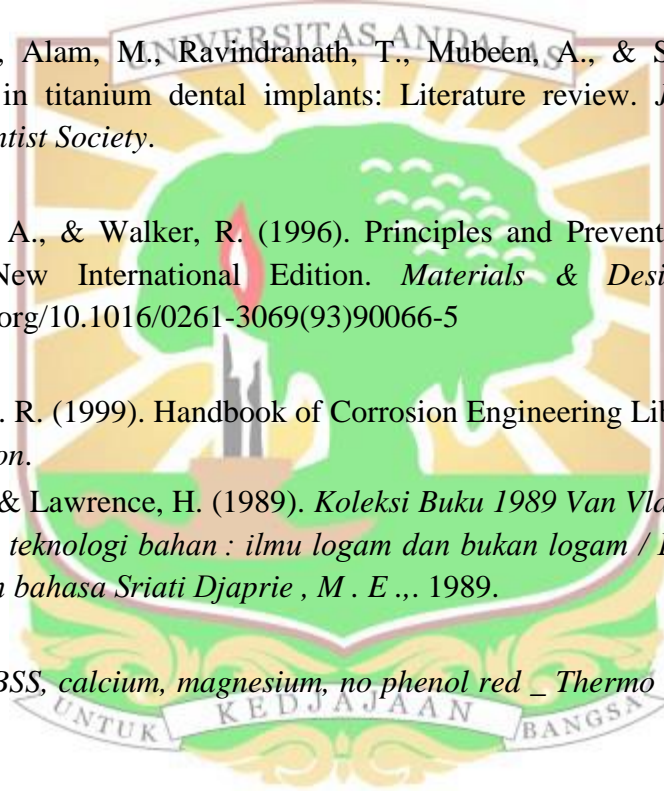 UNIVERSITAS ANDALAS
, Alam, M., Ravindranath, T., Mubeen, A., & S
in titanium dental implants: Literature review. J
ntist Society.
A., & Walker, R. (1996). Principles and Prevent
New International Edition. Materials & Desi
org/10.1016/0261-3069(93)90066-5
. R. (1999). Handbook of Corrosion Engineering Lib
on.
& Lawrence, H. (1989). Koleksi Buku 1989 Van Vla
teknologi bahan : ilmu logam dan bukan logam / L
n bahasa Sriati Djaprie , M . E .,. 1989.
BSS, calcium, magnesium, no phenol red _ Thermo
UNTUK KEDJAJAAN BANGSA